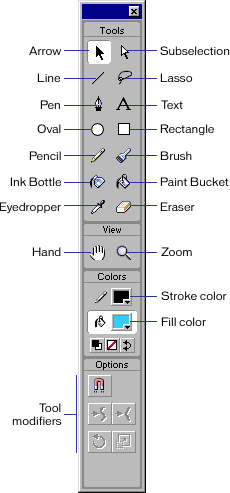 Tools
Arrow Subselection
Line Lasso
Pen Text
Oval Rectangle
Pencil Brush
Ink Bottle Paint Bucket
Eyedropper Eraser
View
Hand Zoom
Colors
Stroke color
Fill color
Options
Tool
modifiers